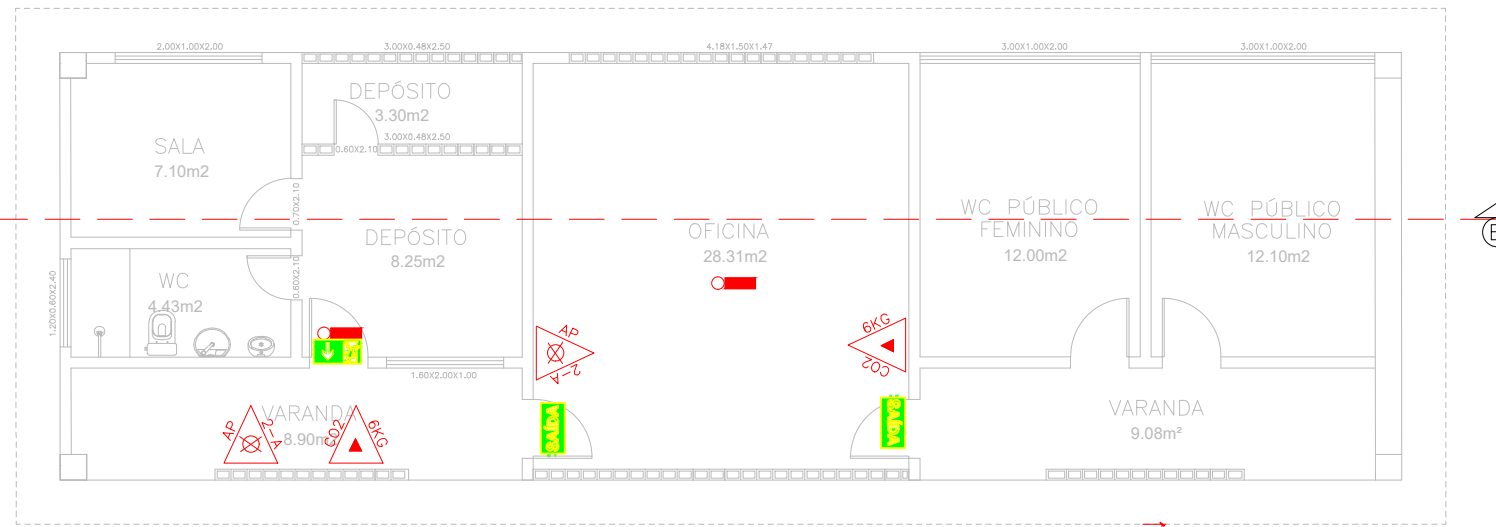 2.00X1.00X2.00
3.00X0.48X2.50
4.18X1.50X1.47
3.00X1.00X2.00
3.00X1.00X2.00
DEPÓSITO
3.30m2
3.00X0.48X2.50
0.60X2.10
SALA
7.10m2
0.70X2.10
DEPÓSITO
8.25m2
OFICINA
28.31m2
WC PÚBLICO
FEMININO
12.00m2
WC PÚBLICO
MASCULINO
12.10m2
WC
4.43m2
0.60X2.10
1.20X0.60X2.40
1.60X2.00X1.00
AP
2-A
6KG
CO2
SAÍDA
SAÍDA
VARANDA
8.90m
AP
2-A
CO2
6KG
VARANDA
9.08m²